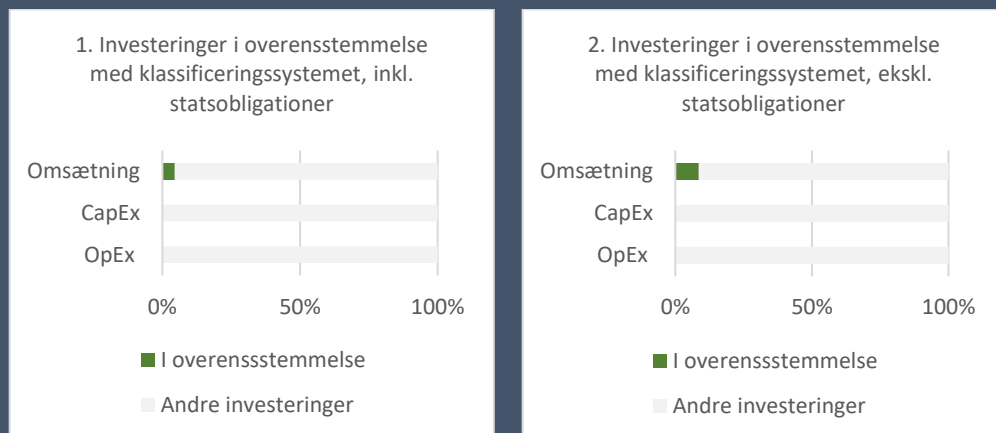 1. Investeringer i overensstemmelse
med klassificeringssystemet, inkl.
statsobligationer
Omsætning
CapEx
OpEx
0%
50%
100%
I overenssstemmelse
Andre investeringer
2. Investeringer i overensstemmelse
med klassificeringssystemet, ekskl.
statsobligationer
Omsætning
CapEx
OpEx
0%
50%
100%
I overenssstemmelse
Andre investeringer